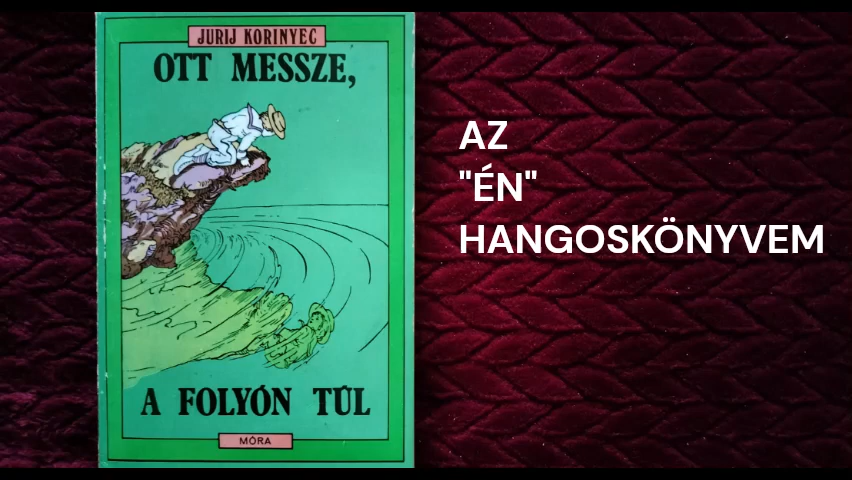 JURIJ KORINYEC
OTT MESSZE,
A FOLYÓN TÚL
MÓRA
AZ
"ÉN"
HANGOSKÖNYVEM